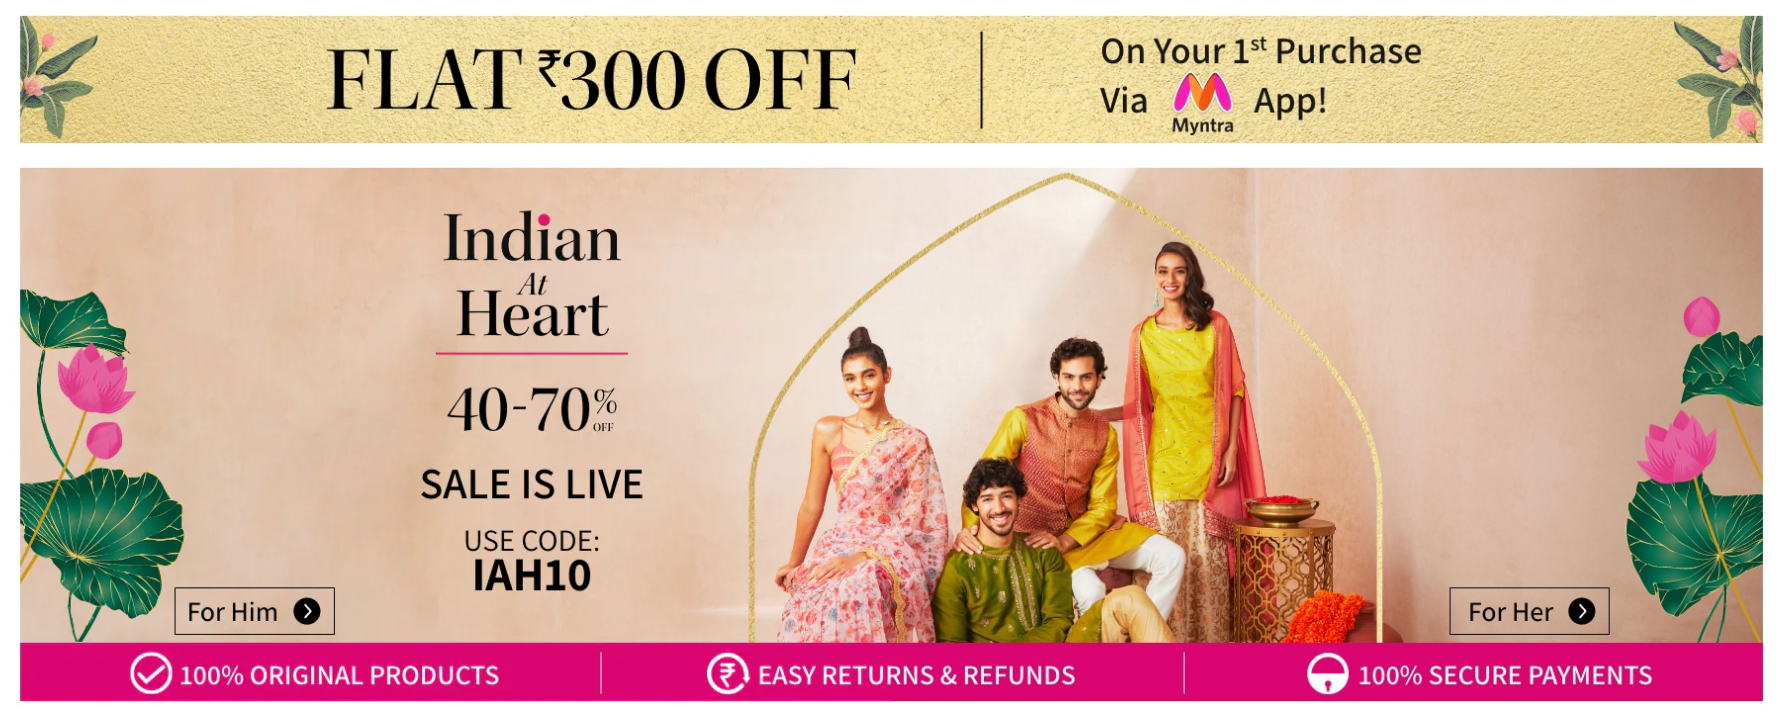 FLAT ₹300 OFF
On Your 1st Purchase
Via Myntra App!
Indian
At
Heart
40-70% OFF
SALE IS LIVE
USE CODE:
IAH10
For Him
For Her
100% ORIGINAL PRODUCTS
EASY RETURNS & REFUNDS
100% SECURE PAYMENTS